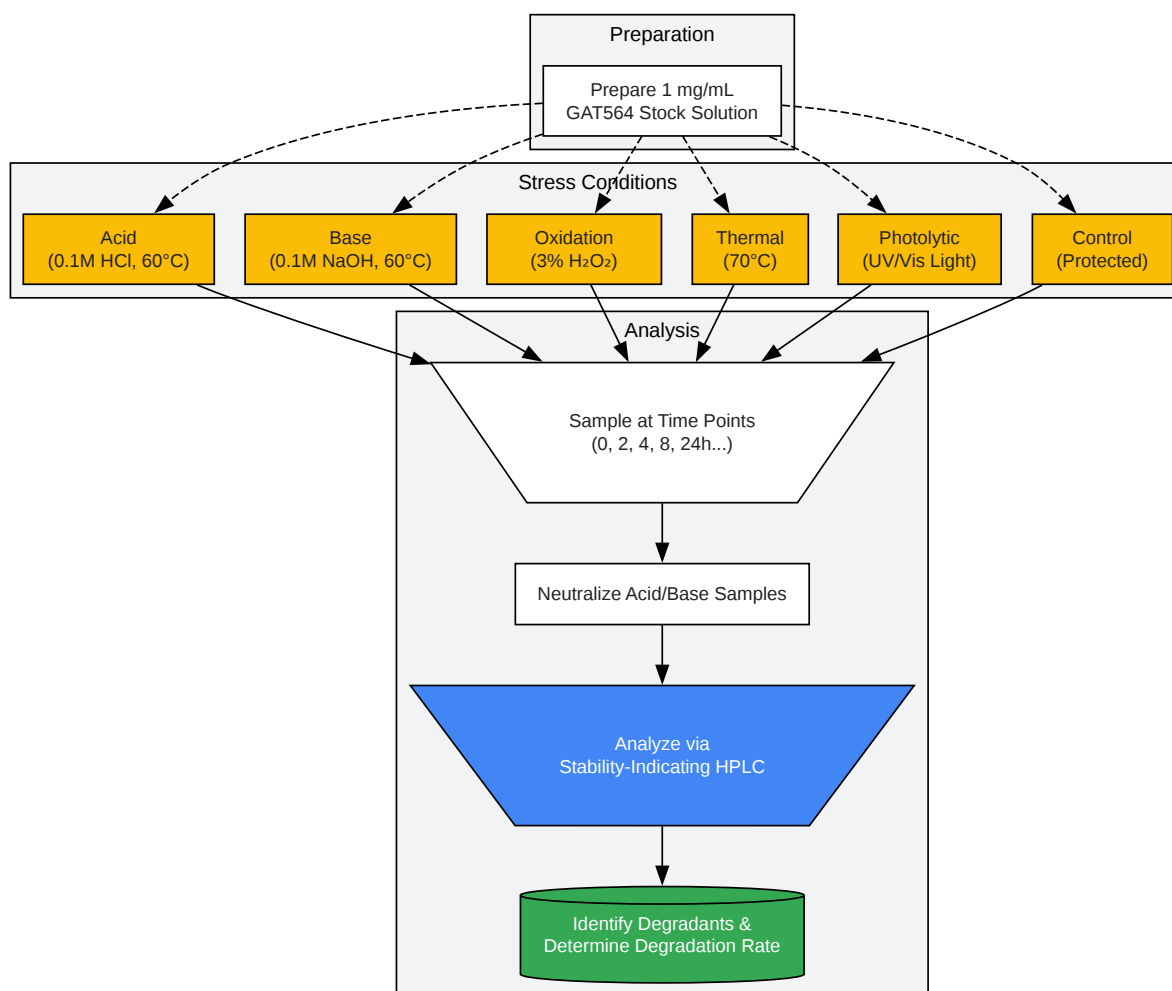 Preparation
Prepare 1 mg/mL
GAT564 Stock Solution
Stress Conditions
Acid
(0.1M HCl, 60°C)
Base
(0.1M NaOH, 60°C)
Oxidation
(3% H₂O₂)
Thermal
(70°C)
Photolytic
(UV/Vis Light)
Control
(Protected)
Analysis
Sample at Time Points
(0, 2, 4, 8, 24h...)
Neutralize Acid/Base Samples
Analyze via
Stability-Indicating HPLC
Identify Degradants &
Determine Degradation Rate